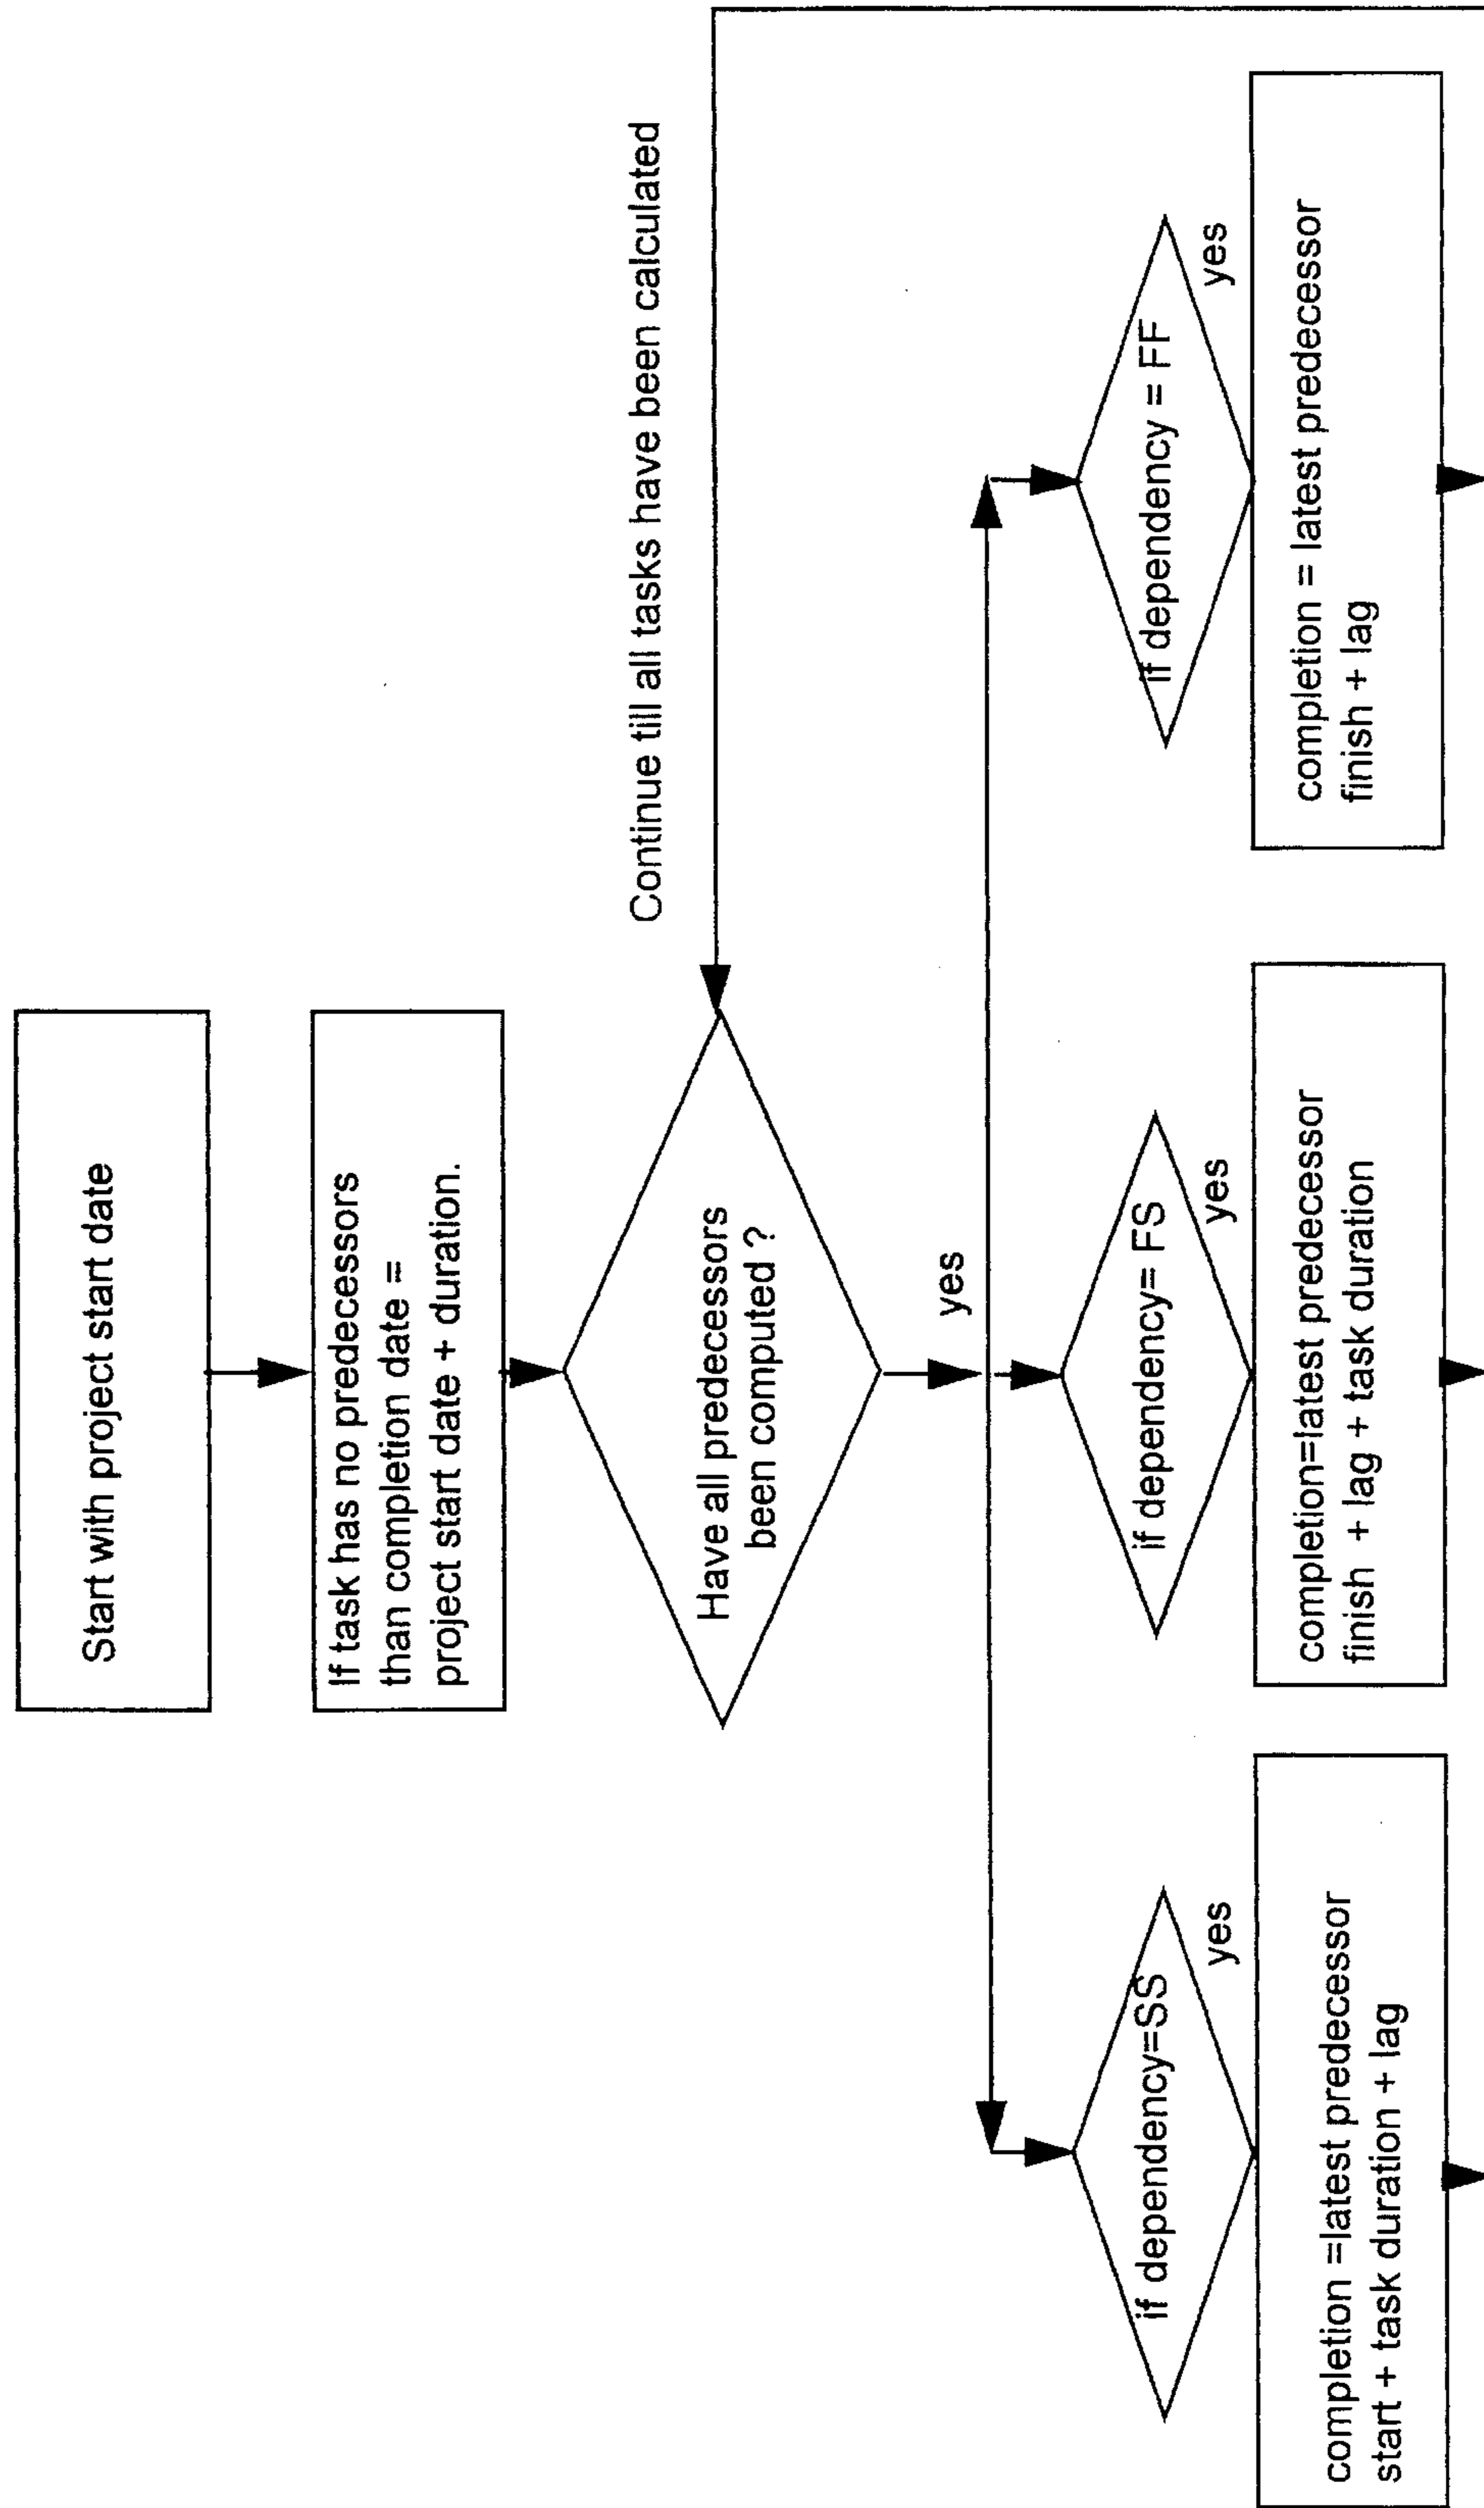 Start with project start date
If task has no predecessors
than completion date =
project start date + duration.
Continue till all tasks have been calculated
Have all predecessors
been computed ?
yes
if dependency=SS
yes
completion =latest predecessor
start + task duration + lag
if dependency= FS
yes
completion=latest predecessor
finish + lag + task duration
if dependency = FF
yes
completion = latest predecessor
finish + lag